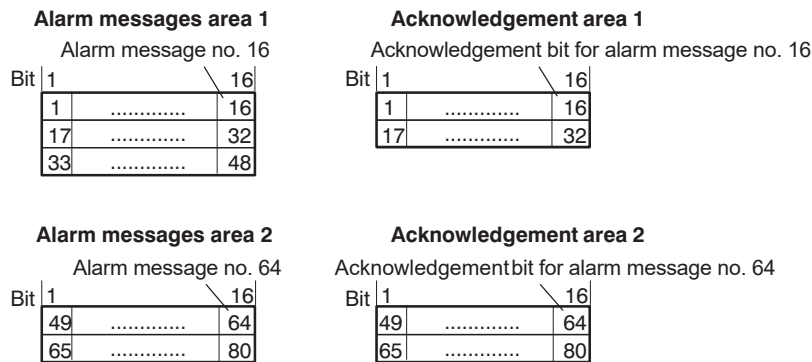 Alarm messages area 1 Acknowledgement area 1
Alarm message no. 16 Acknowledgement bit for alarm message no. 16
Bit 1 16 Bit 1 16
1 ............. 16 1 ............. 16
17 ............. 32 17 ............. 32
33 ............. 48
Alarm messages area 2 Acknowledgement area 2
Alarm message no. 64 Acknowledgement bit for alarm message no. 64
Bit 1 16 Bit 1 16
49 ............. 64 49 ............. 64
65 ............. 80 65 ............. 80